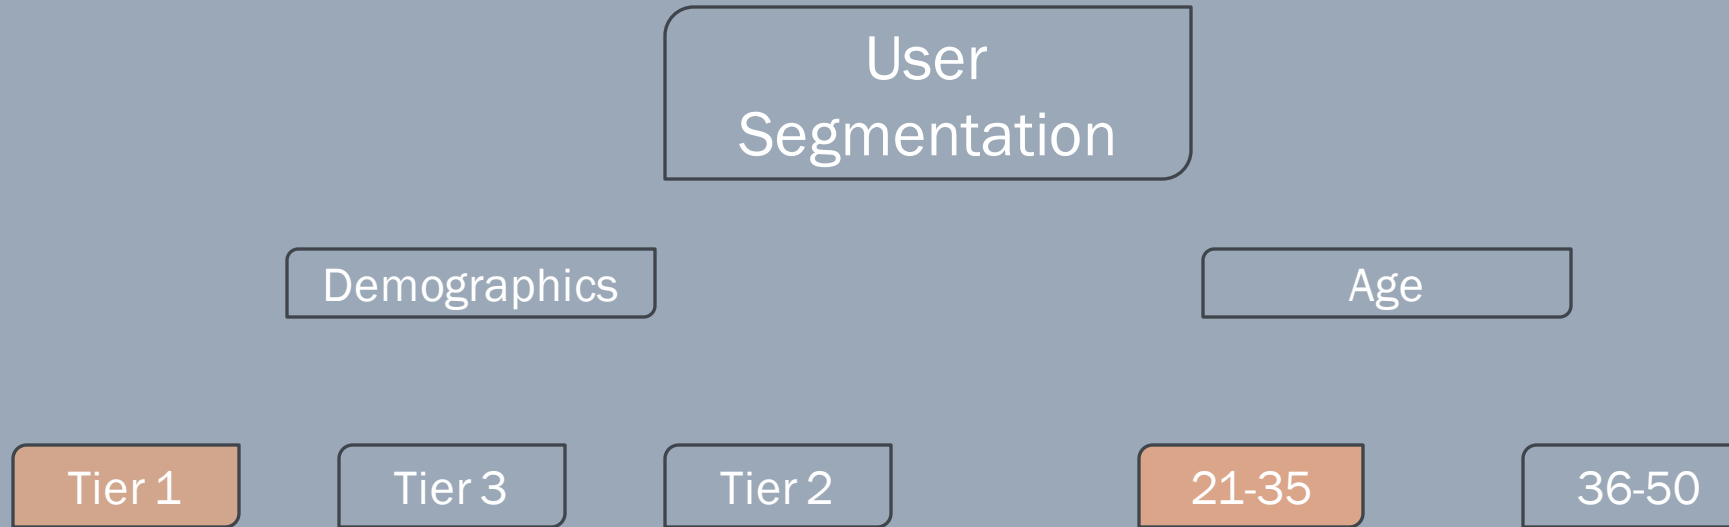 User
Segmentation
Demographics
Age
Tier 1
Tier 3
Tier 2
21-35
36-50